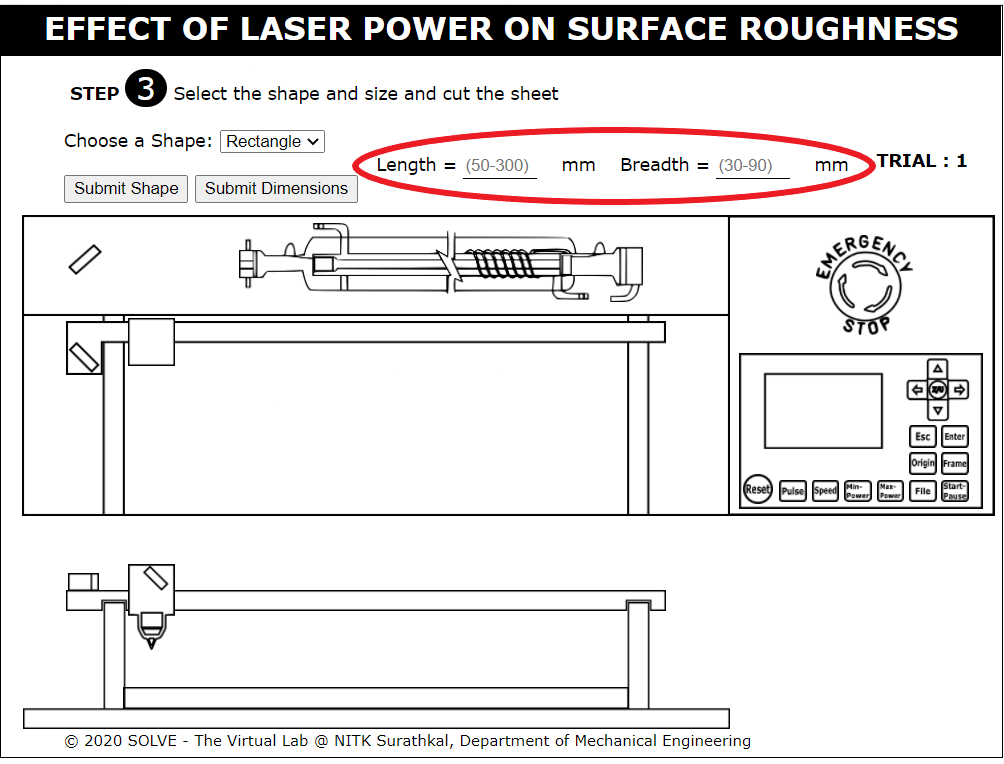 EFFECT OF LASER POWER ON SURFACE ROUGHNESS
STEP 3 Select the shape and size and cut the sheet
Choose a Shape: Rectangle
Length = (50-300) mm Breadth = (30-90) mm
TRIAL : 1
Submit Shape Submit Dimensions
EMERGENCY
STOP
X/U
Esc Enter
Origin Frame
Reset Pulse Speed Min-Power Max-Power File Start-Pause
© 2020 SOLVE - The Virtual Lab @ NITK Surathkal, Department of Mechanical Engineering